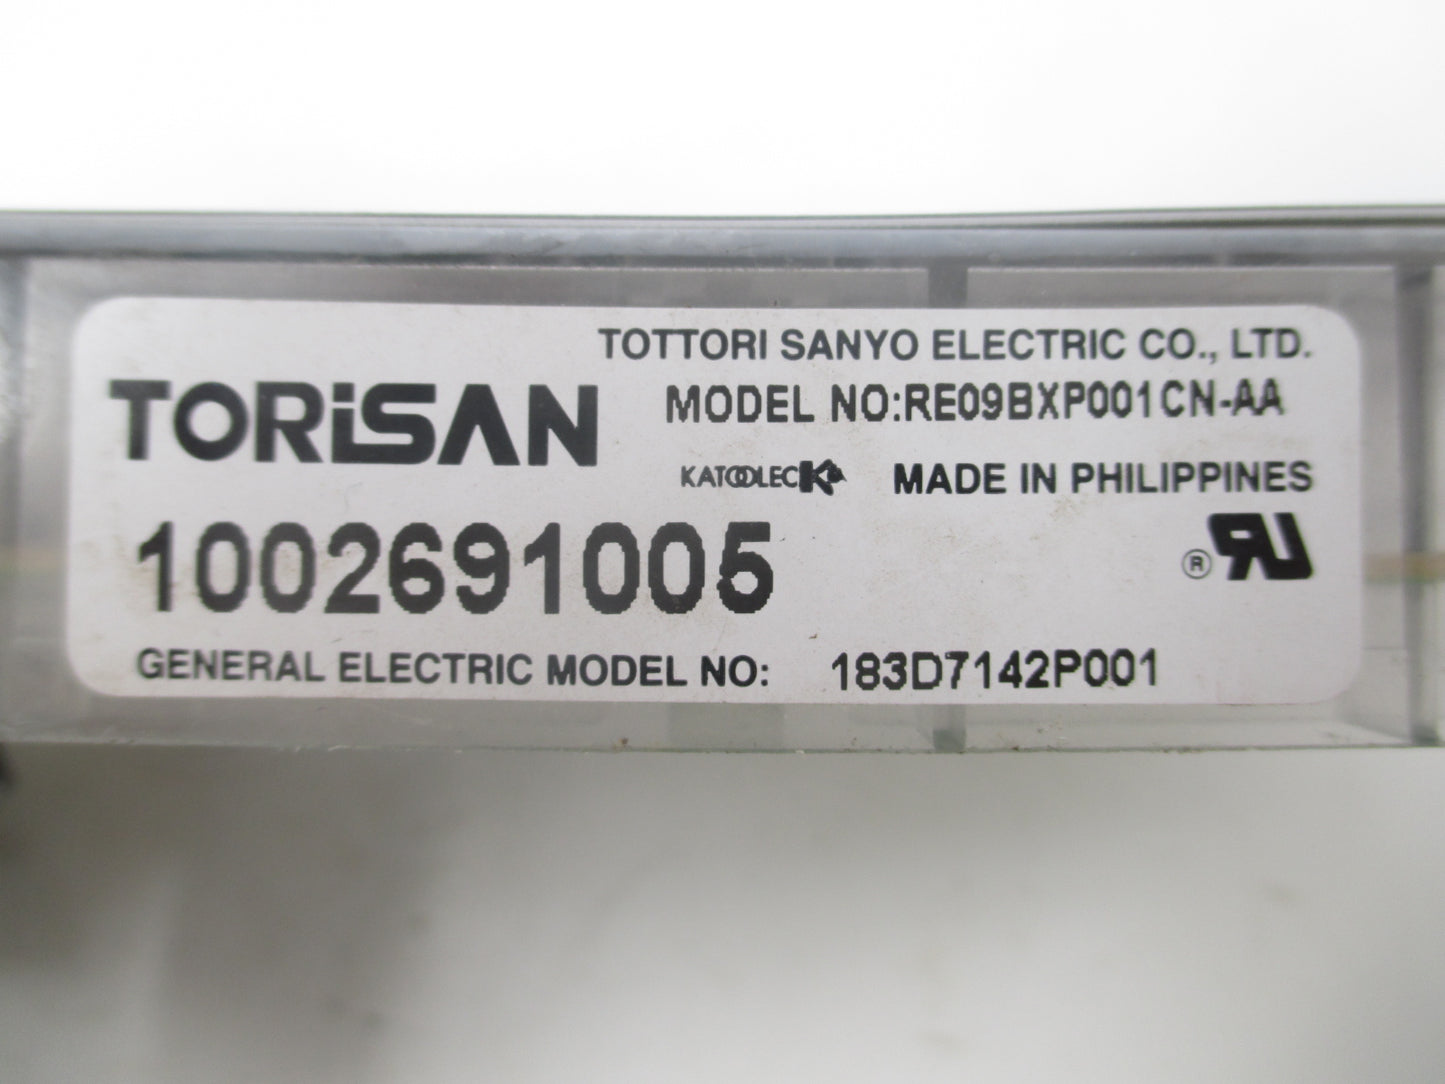 TOTTORI SANYO ELECTRIC CO., LTD.
TORiSAN
MODEL NO:RE09BXP001CN-AA
KATOOLEC K MADE IN PHILIPPINES
1002691005
® RU
GENERAL ELECTRIC MODEL NO: 183D7142P001